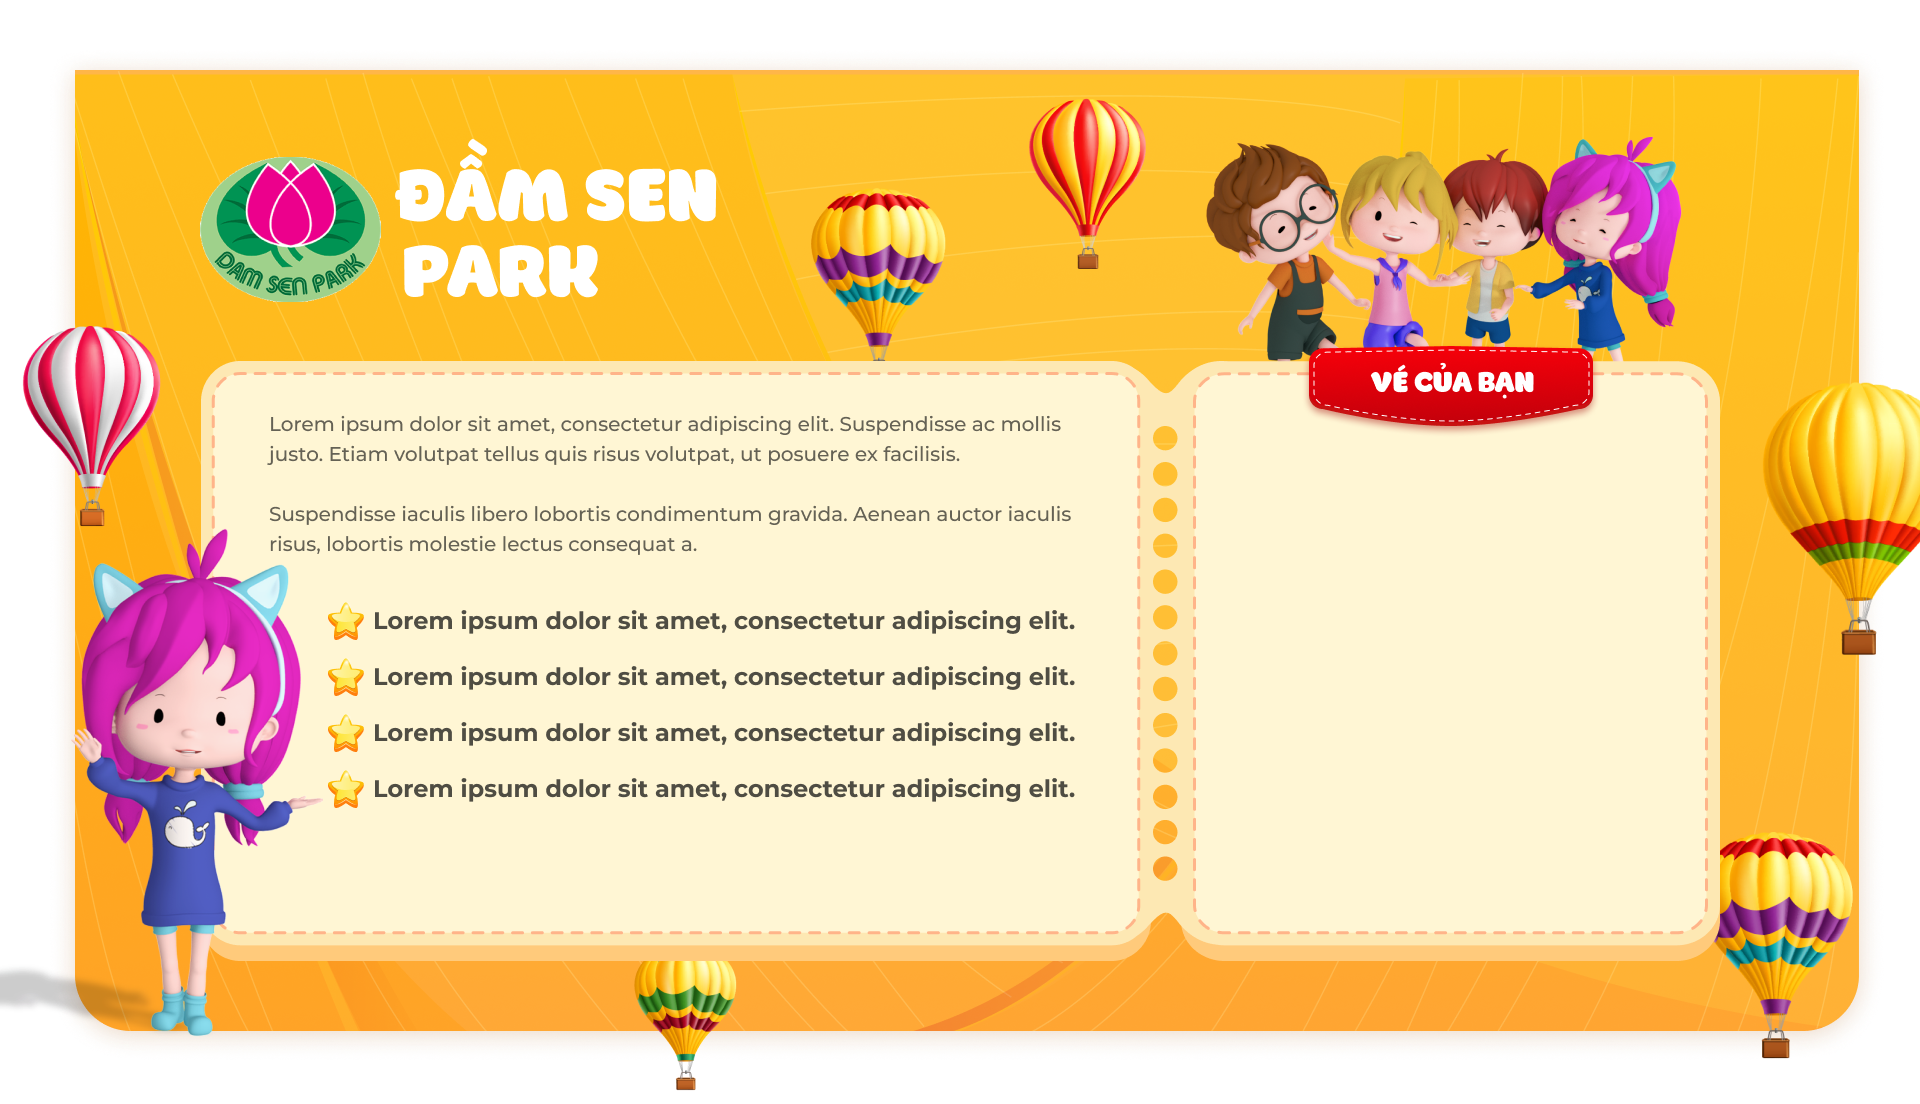 ĐẦM SEN
PARK
DAM SEN PARK
VÉ CỦA BẠN
Lorem ipsum dolor sit amet, consectetur adipiscing elit. Suspendisse ac mollis
justo. Etiam volutpat tellus quis risus volutpat, ut posuere ex facilisis.
Suspendisse iaculis libero lobortis condimentum gravida. Aenean auctor iaculis
risus, lobortis molestie lectus consequat a.
Lorem ipsum dolor sit amet, consectetur adipiscing elit.
Lorem ipsum dolor sit amet, consectetur adipiscing elit.
Lorem ipsum dolor sit amet, consectetur adipiscing elit.
Lorem ipsum dolor sit amet, consectetur adipiscing elit.